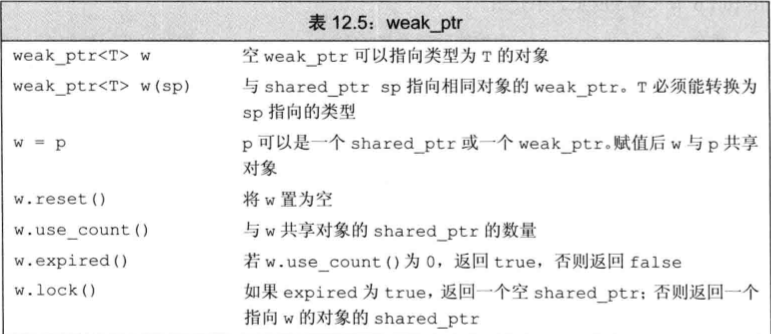 表 12.5：weak_ptr
weak_ptr<T> w 空 weak_ptr 可以指向类型为 T 的对象
weak_ptr<T> w(sp) 与 shared_ptr sp 指向相同对象的 weak_ptr。T 必须能转换为
sp 指向的类型
w = p p 可以是一个 shared_ptr 或一个 weak_ptr。赋值后 w 与 p 共享
对象
w.reset() 将 w 置为空
w.use_count() 与 w 共享对象的 shared_ptr 的数量
w.expired() 若 w.use_count()为 0，返回 true，否则返回 false
w.lock() 如果 expired 为 true，返回一个空 shared_ptr；否则返回一个
指向 w 的对象的 shared_ptr